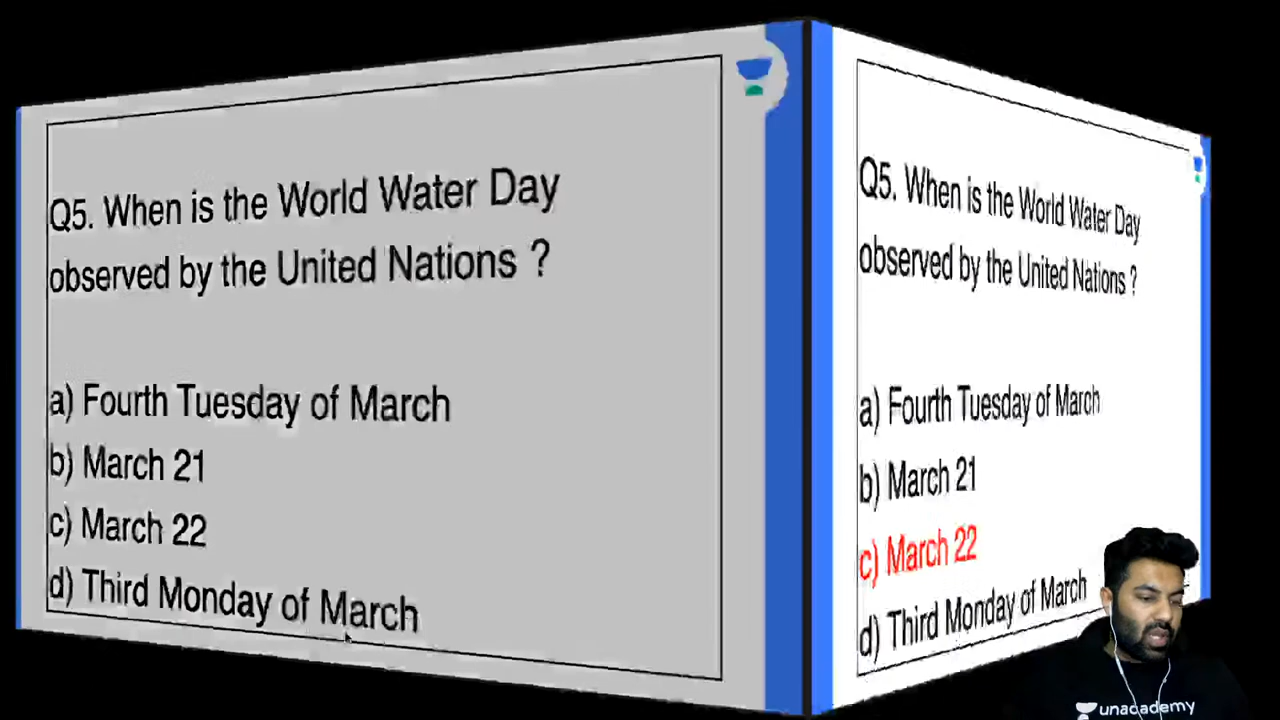 Q5. When is the World Water Day
observed by the United Nations ?
a) Fourth Tuesday of March
b) March 21
c) March 22
d) Third Monday of March
Q5. When is the World Water Day
observed by the United Nations ?
a) Fourth Tuesday of March
b) March 21
c) March 22
d) Third Monday of March
unacademy